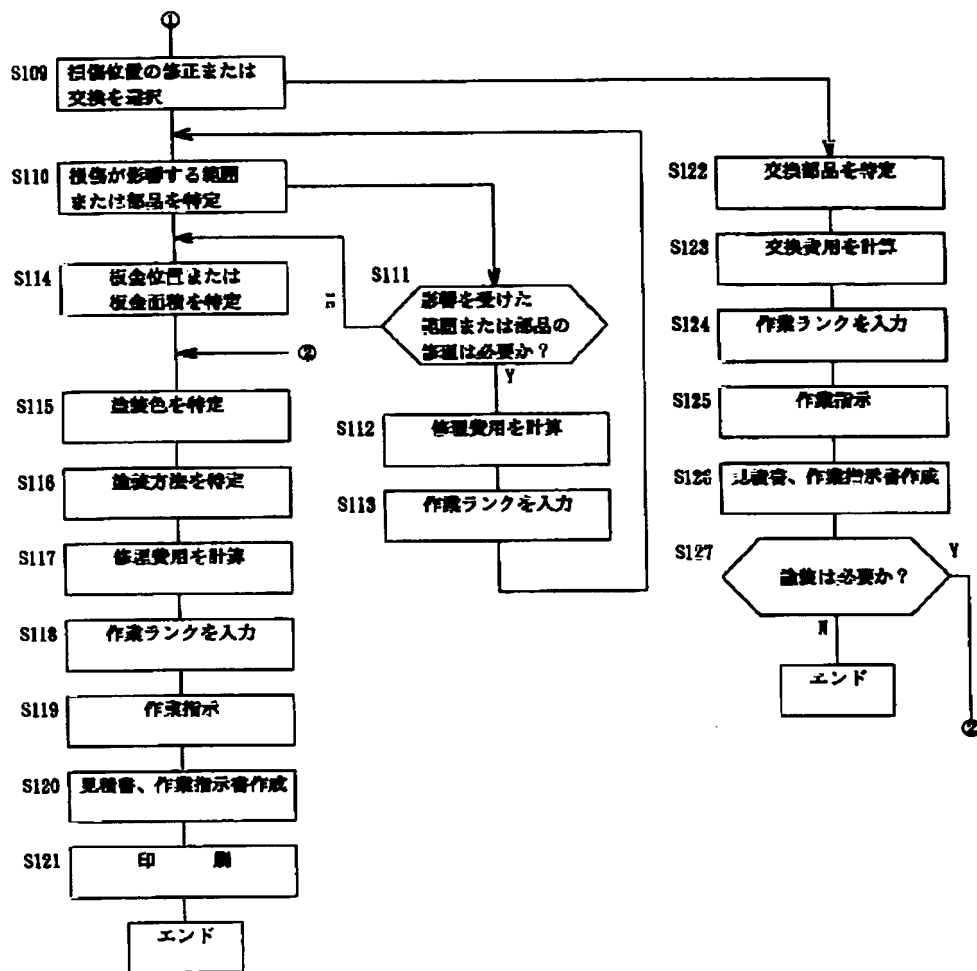 ①
S109
損傷位置の修正または
交換を選択
S110
損傷が影響する範囲
または部品を特定
S114
板金位置または
板金面積を特定
②
S115
塗装色を特定
S116
塗装方法を特定
S117
修理費用を計算
S118
作業ランクを入力
S119
作業指示
S120
見積書、作業指示書作成
S121
印 刷
エンド
S111
影響を受けた
範囲または部品の
修理は必要か?
N
Y
S112
修理費用を計算
S113
作業ランクを入力
S122
交換部品を特定
S123
交換費用を計算
S124
作業ランクを入力
S125
作業指示
S126
見積書、作業指示書作成
S127
塗装は必要か?
Y
N
エンド
②